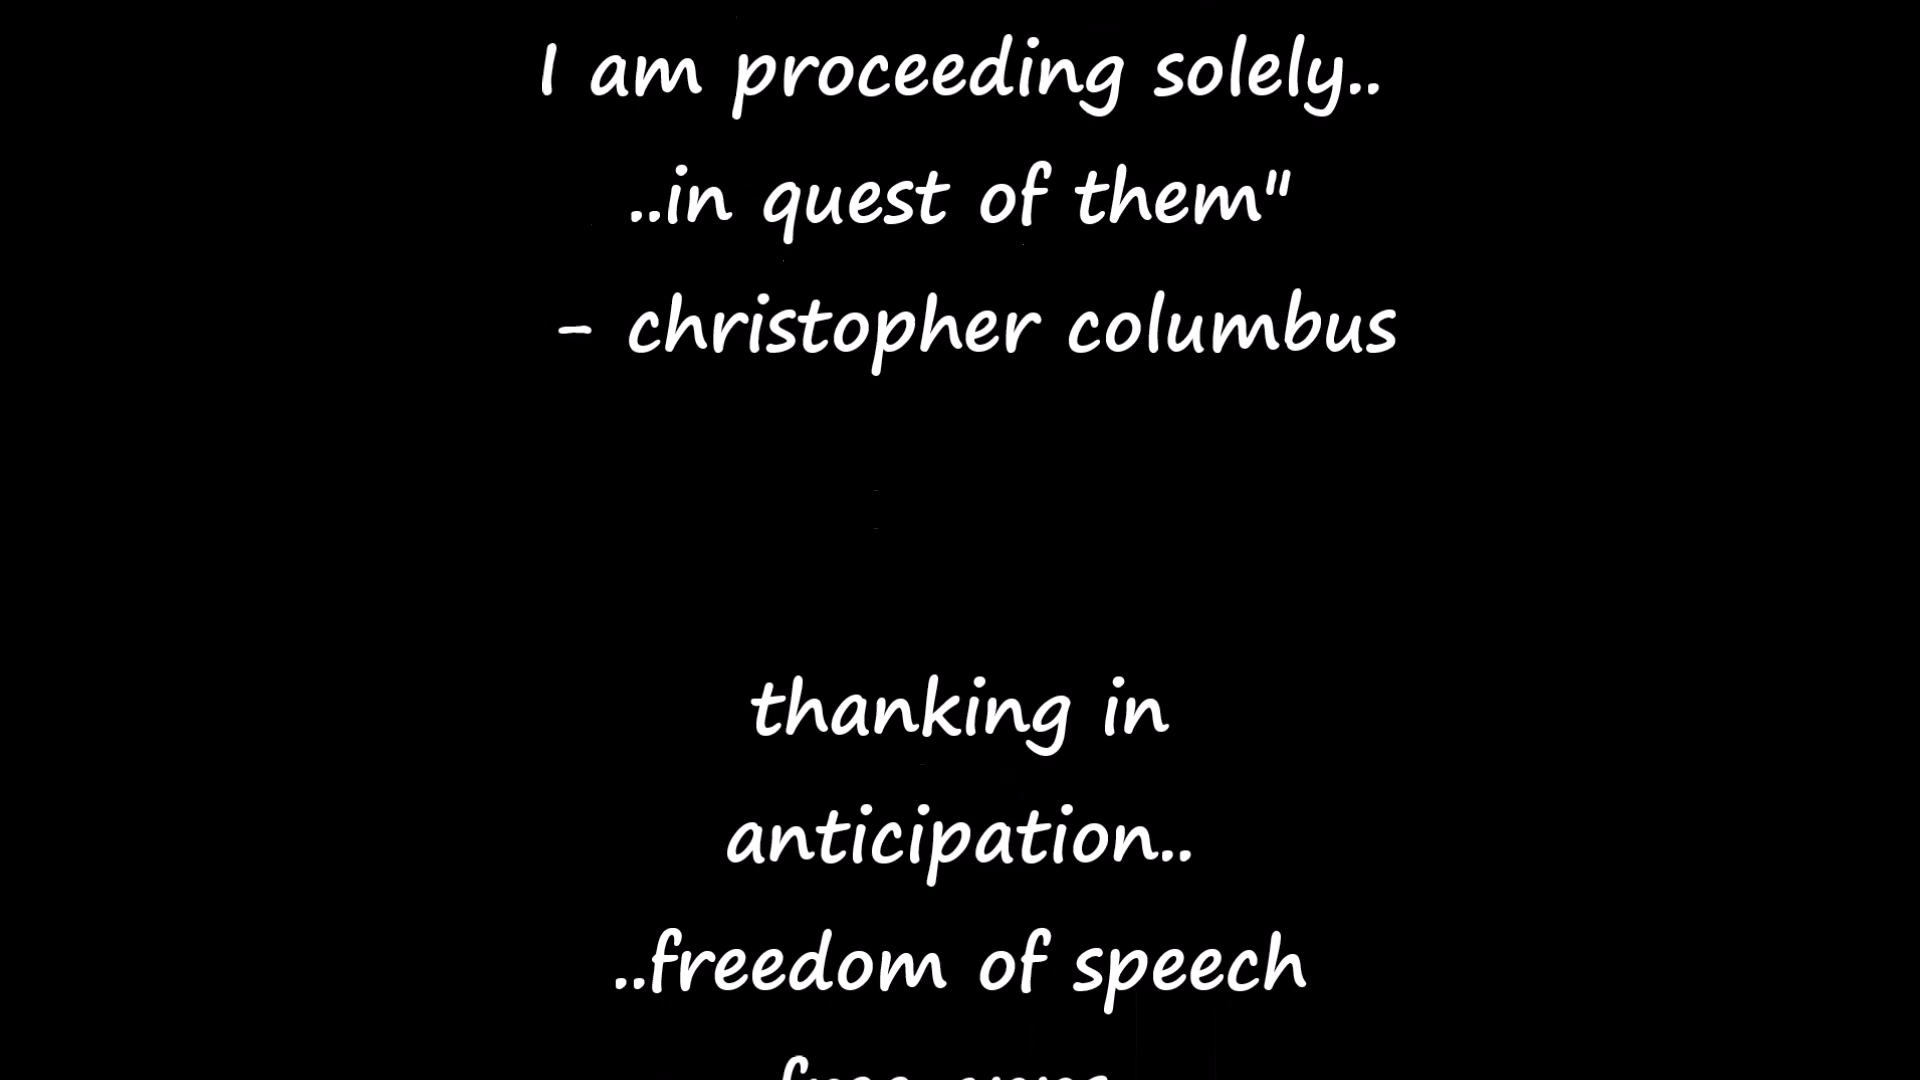 I am proceeding solely..
..in quest of them"
- christopher columbus
thanking in
anticipation..
..freedom of speech